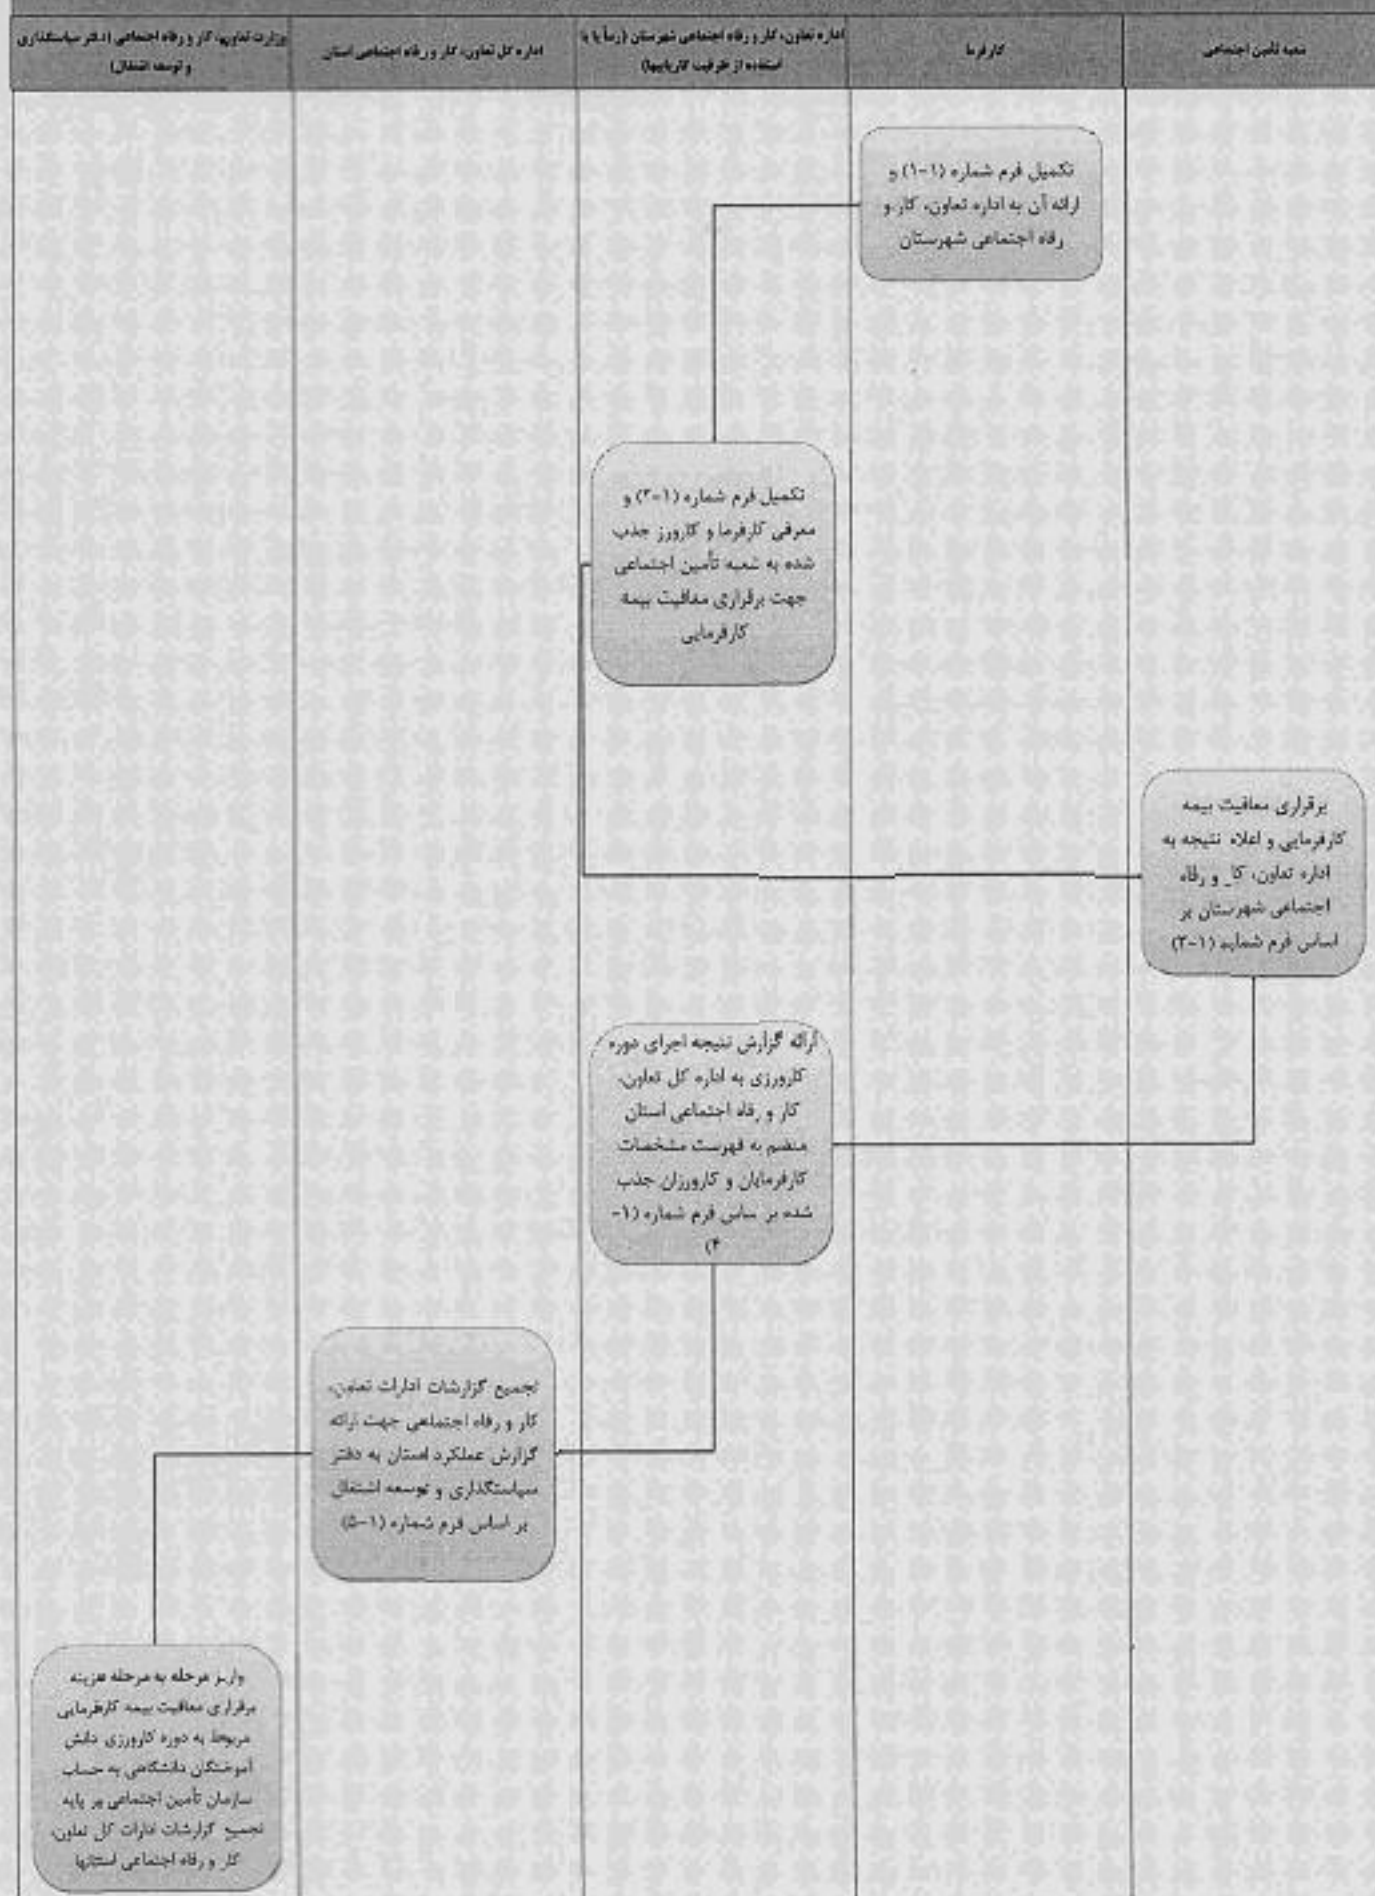 شعبه تأمین اجتماعی
کارفرما
اداره تعاون، کار و رفاه اجتماعی شهرستان (رسأ یا با
استفاده از ظرفیت کاریابیها)
اداره کل تعاون، کار و رفاه اجتماعی استان
وزارت تعاون، کار و رفاه اجتماعی (دفتر سیاستگذاری
و توسعه اشتغال)
تکمیل فرم شماره (۱-۱) و
ارائه آن به اداره تعاون، کار و
رفاه اجتماعی شهرستان
تکمیل فرم شماره (۱-۲) و
معرفی کارفرما و کارورز جذب
شده به شعبه تأمین اجتماعی
جهت برقراری معافیت بیمه
کارفرمایی
برقراری معافیت بیمه
کارفرمایی و اعلاء نتیجه به
اداره تعاون، کا_ و رفاه
اجتماعی شهرستان بر
اساس فرم شماره (۱-۳)
ارائه گزارش نتیجه اجرای دوره
کارورزی به اداره کل تعاون،
کار و رفاه اجتماعی استان
منضم به فهرست مشخصات
کارفرمایان و کارورزان جذب
شده بر ساس فرم شماره (۱-
۴)
تجمیع گزارشات ادارات تعاون،
کار و رفاه اجتماعی جهت ارائه
گزارش عملکرد استان به دفتر
سیاستگذاری و توسعه اشتغال
بر اساس فرم شماره (۱-۵)
واریز مرحله به مرحله هزینه
برقراری معافیت بیمه کارفرمایی
مربوط به دوره کارورزی دانش
آموختگان دانشگاهی به حساب
سازمان تأمین اجتماعی بر پایه
تجمیع گزارشات ادارات کل تعاون،
کار و رفاه اجتماعی استانها